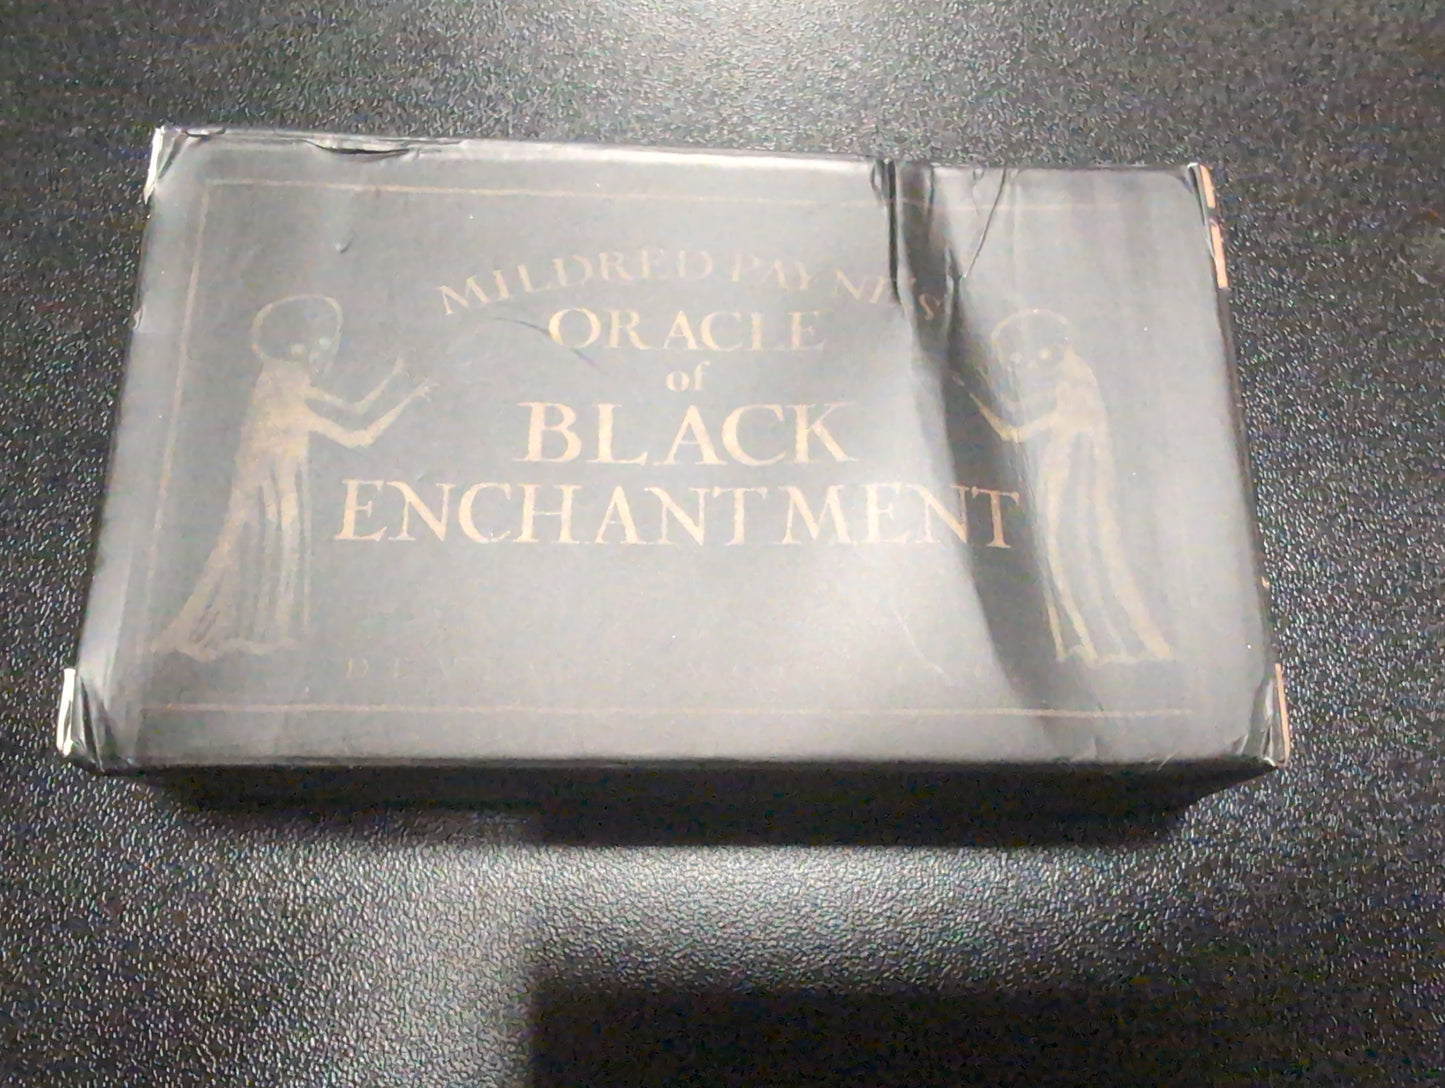 MILDRED PAYNE'S
ORACLE
of
BLACK
ENCHANTMENT